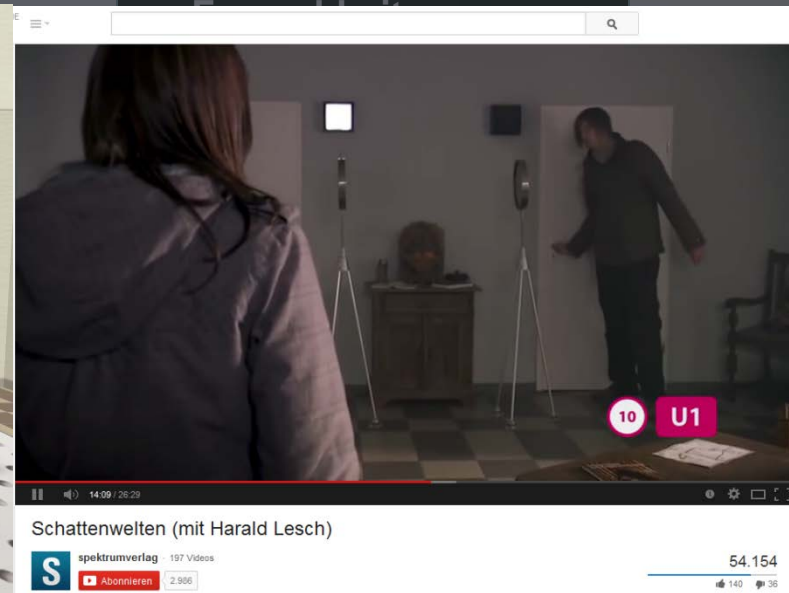 10 U1
14:09 / 26:29
Schattenwelten (mit Harald Lesch)
S
spektrumverlag · 197 Videos
Abonnieren 2.986
54.154
140 36